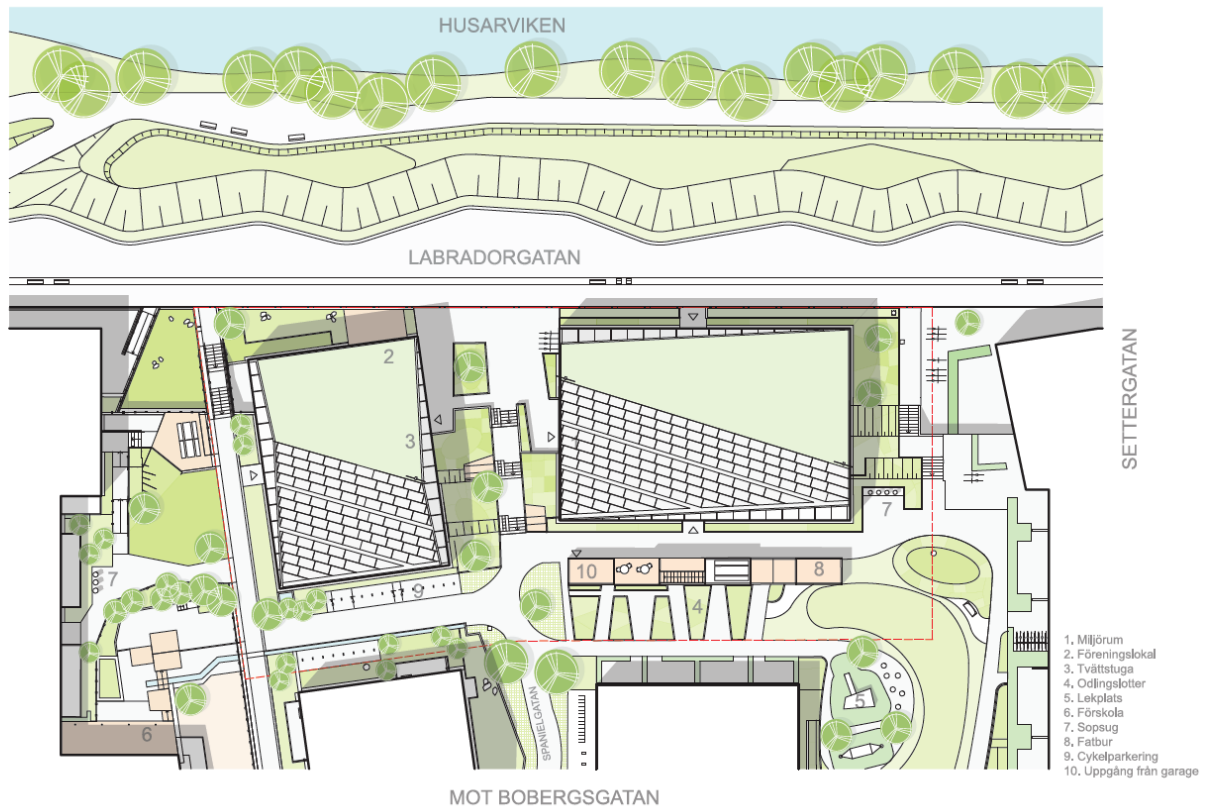 HUSARVIKEN
LABRADORGATAN
SETTERGATAN
2
3
7
10
8
7
9
4
5
6
SPANIELGATAN
1. Miljörum
2. Föreningslokal
3. Tvättstuga
4. Odlingslotter
5. Lekplats
6. Förskola
7. Sopsug
8. Fatbur
9. Cykelparkering
10. Uppgång från garage
MOT BOBERGSGATAN